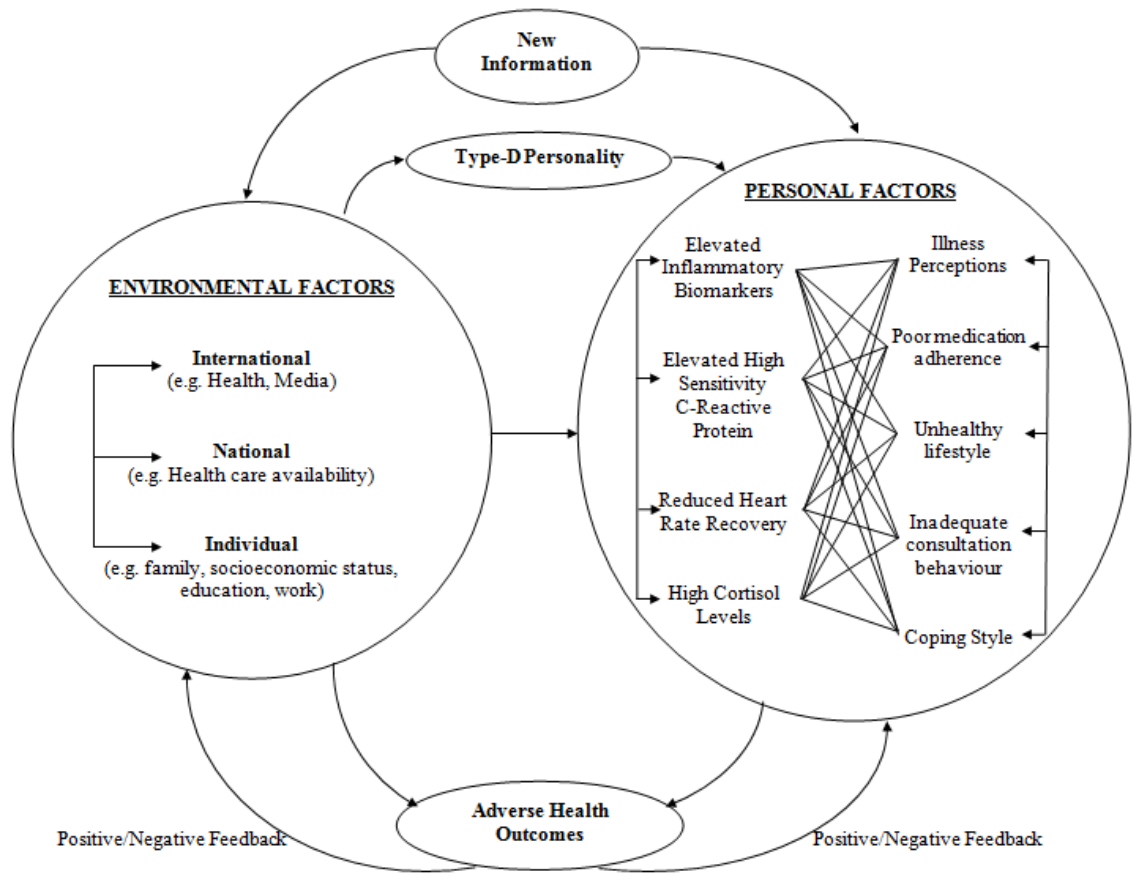 New
Information
Type-D Personality
PERSONAL FACTORS
Elevated
Inflammatory
Biomarkers
Elevated High
Sensitivity
C-Reactive
Protein
Reduced Heart
Rate Recovery
High Cortisol
Levels
Illness
Perceptions
Poor medication
adherence
Unhealthy
lifestyle
Inadequate
consultation
behaviour
Coping Style
ENVIRONMENTAL FACTORS
International
(e.g. Health, Media)
National
(e.g. Health care availability)
Individual
(e.g. family, socioeconomic status,
education, work)
Adverse Health
Outcomes
Positive/Negative Feedback
Positive/Negative Feedback